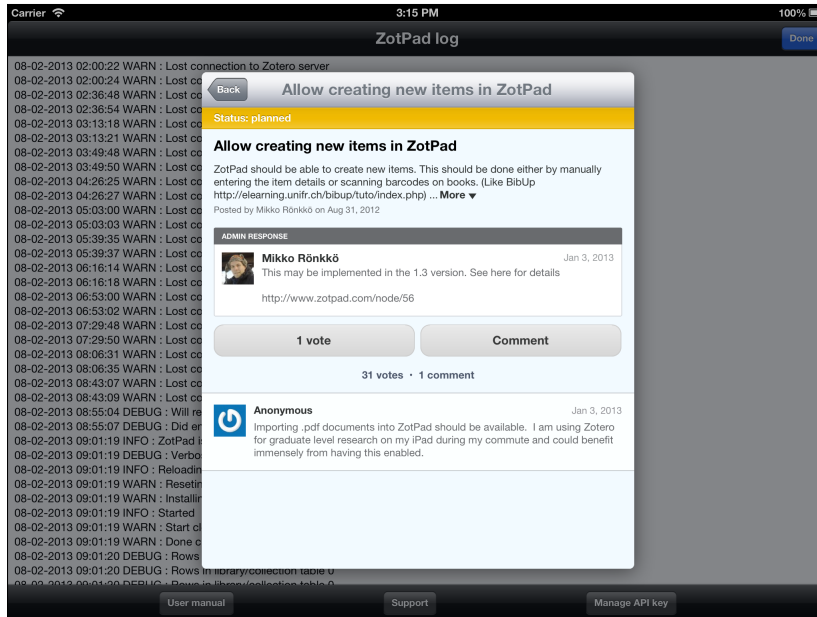 Carrier 3:15 PM 100%
ZotPad log
Done
08-02-2013 02:00:22 WARN : Lost connection to Zotero server
08-02-2013 02:00:24 WARN : Lost co
08-02-2013 02:36:48 WARN : Lost co
08-02-2013 02:36:54 WARN : Lost co
08-02-2013 03:13:18 WARN : Lost co
08-02-2013 03:13:21 WARN : Lost co
08-02-2013 03:49:48 WARN : Lost co
08-02-2013 03:49:50 WARN : Lost co
08-02-2013 04:26:25 WARN : Lost co
08-02-2013 04:26:27 WARN : Lost co
08-02-2013 05:03:00 WARN : Lost co
08-02-2013 05:03:03 WARN : Lost co
08-02-2013 05:39:35 WARN : Lost co
08-02-2013 05:39:37 WARN : Lost co
08-02-2013 06:16:14 WARN : Lost co
08-02-2013 06:16:18 WARN : Lost co
08-02-2013 06:53:00 WARN : Lost co
08-02-2013 06:53:02 WARN : Lost co
08-02-2013 07:29:48 WARN : Lost co
08-02-2013 07:29:50 WARN : Lost co
08-02-2013 08:06:31 WARN : Lost co
08-02-2013 08:06:35 WARN : Lost co
08-02-2013 08:43:07 WARN : Lost co
08-02-2013 08:43:09 WARN : Lost co
08-02-2013 08:55:04 DEBUG : Will re
08-02-2013 08:55:07 DEBUG : Did er
08-02-2013 09:01:19 INFO : ZotPad i
08-02-2013 09:01:19 DEBUG : Verbo
08-02-2013 09:01:19 INFO : Reloadin
08-02-2013 09:01:19 WARN : Resetin
08-02-2013 09:01:19 WARN : Installin
08-02-2013 09:01:19 INFO : Started
08-02-2013 09:01:19 WARN : Start cl
08-02-2013 09:01:19 WARN : Done c
08-02-2013 09:01:20 DEBUG : Rows
08-02-2013 09:01:20 DEBUG : Rows in library/collection table 0
08-02-2013 09:01:20 DEBUG : Rows in library/collection table 0
Back
Allow creating new items in ZotPad
Status: planned
Allow creating new items in ZotPad
ZotPad should be able to create new items. This should be done either by manually
entering the item details or scanning barcodes on books. (Like BibUp
http://elearning.unifr.ch/bibup/tuto/index.php) ... More ▼
Posted by Mikko Rönkkö on Aug 31, 2012
ADMIN RESPONSE
Mikko Rönkkö Jan 3, 2013
This may be implemented in the 1.3 version. See here for details
http://www.zotpad.com/node/56
1 vote
Comment
31 votes · 1 comment
Anonymous Jan 3, 2013
Importing .pdf documents into ZotPad should be available. I am using Zotero
for graduate level research on my iPad during my commute and could benefit
immensely from having this enabled.
User manual
Support
Manage API key